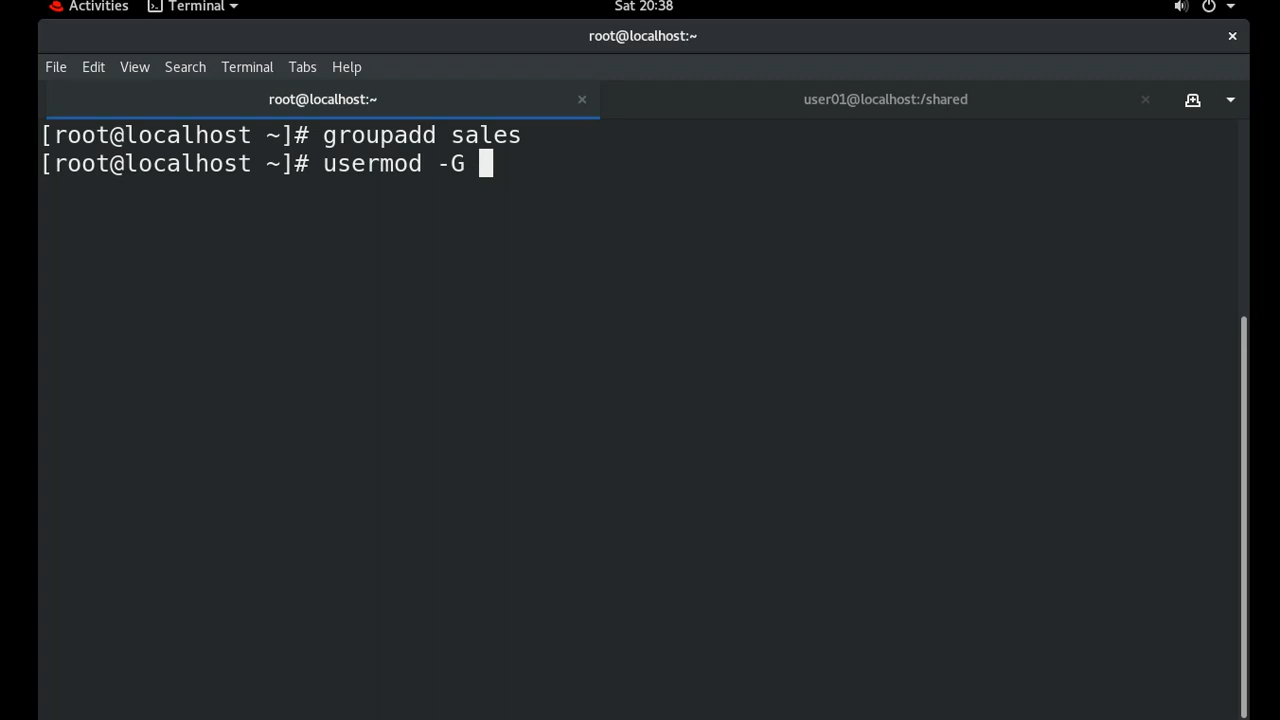 Activities Terminal Sat 20:38
root@localhost:~
File Edit View Search Terminal Tabs Help
root@localhost:~ user01@localhost:/shared
[root@localhost ~]# groupadd sales
[root@localhost ~]# usermod -G